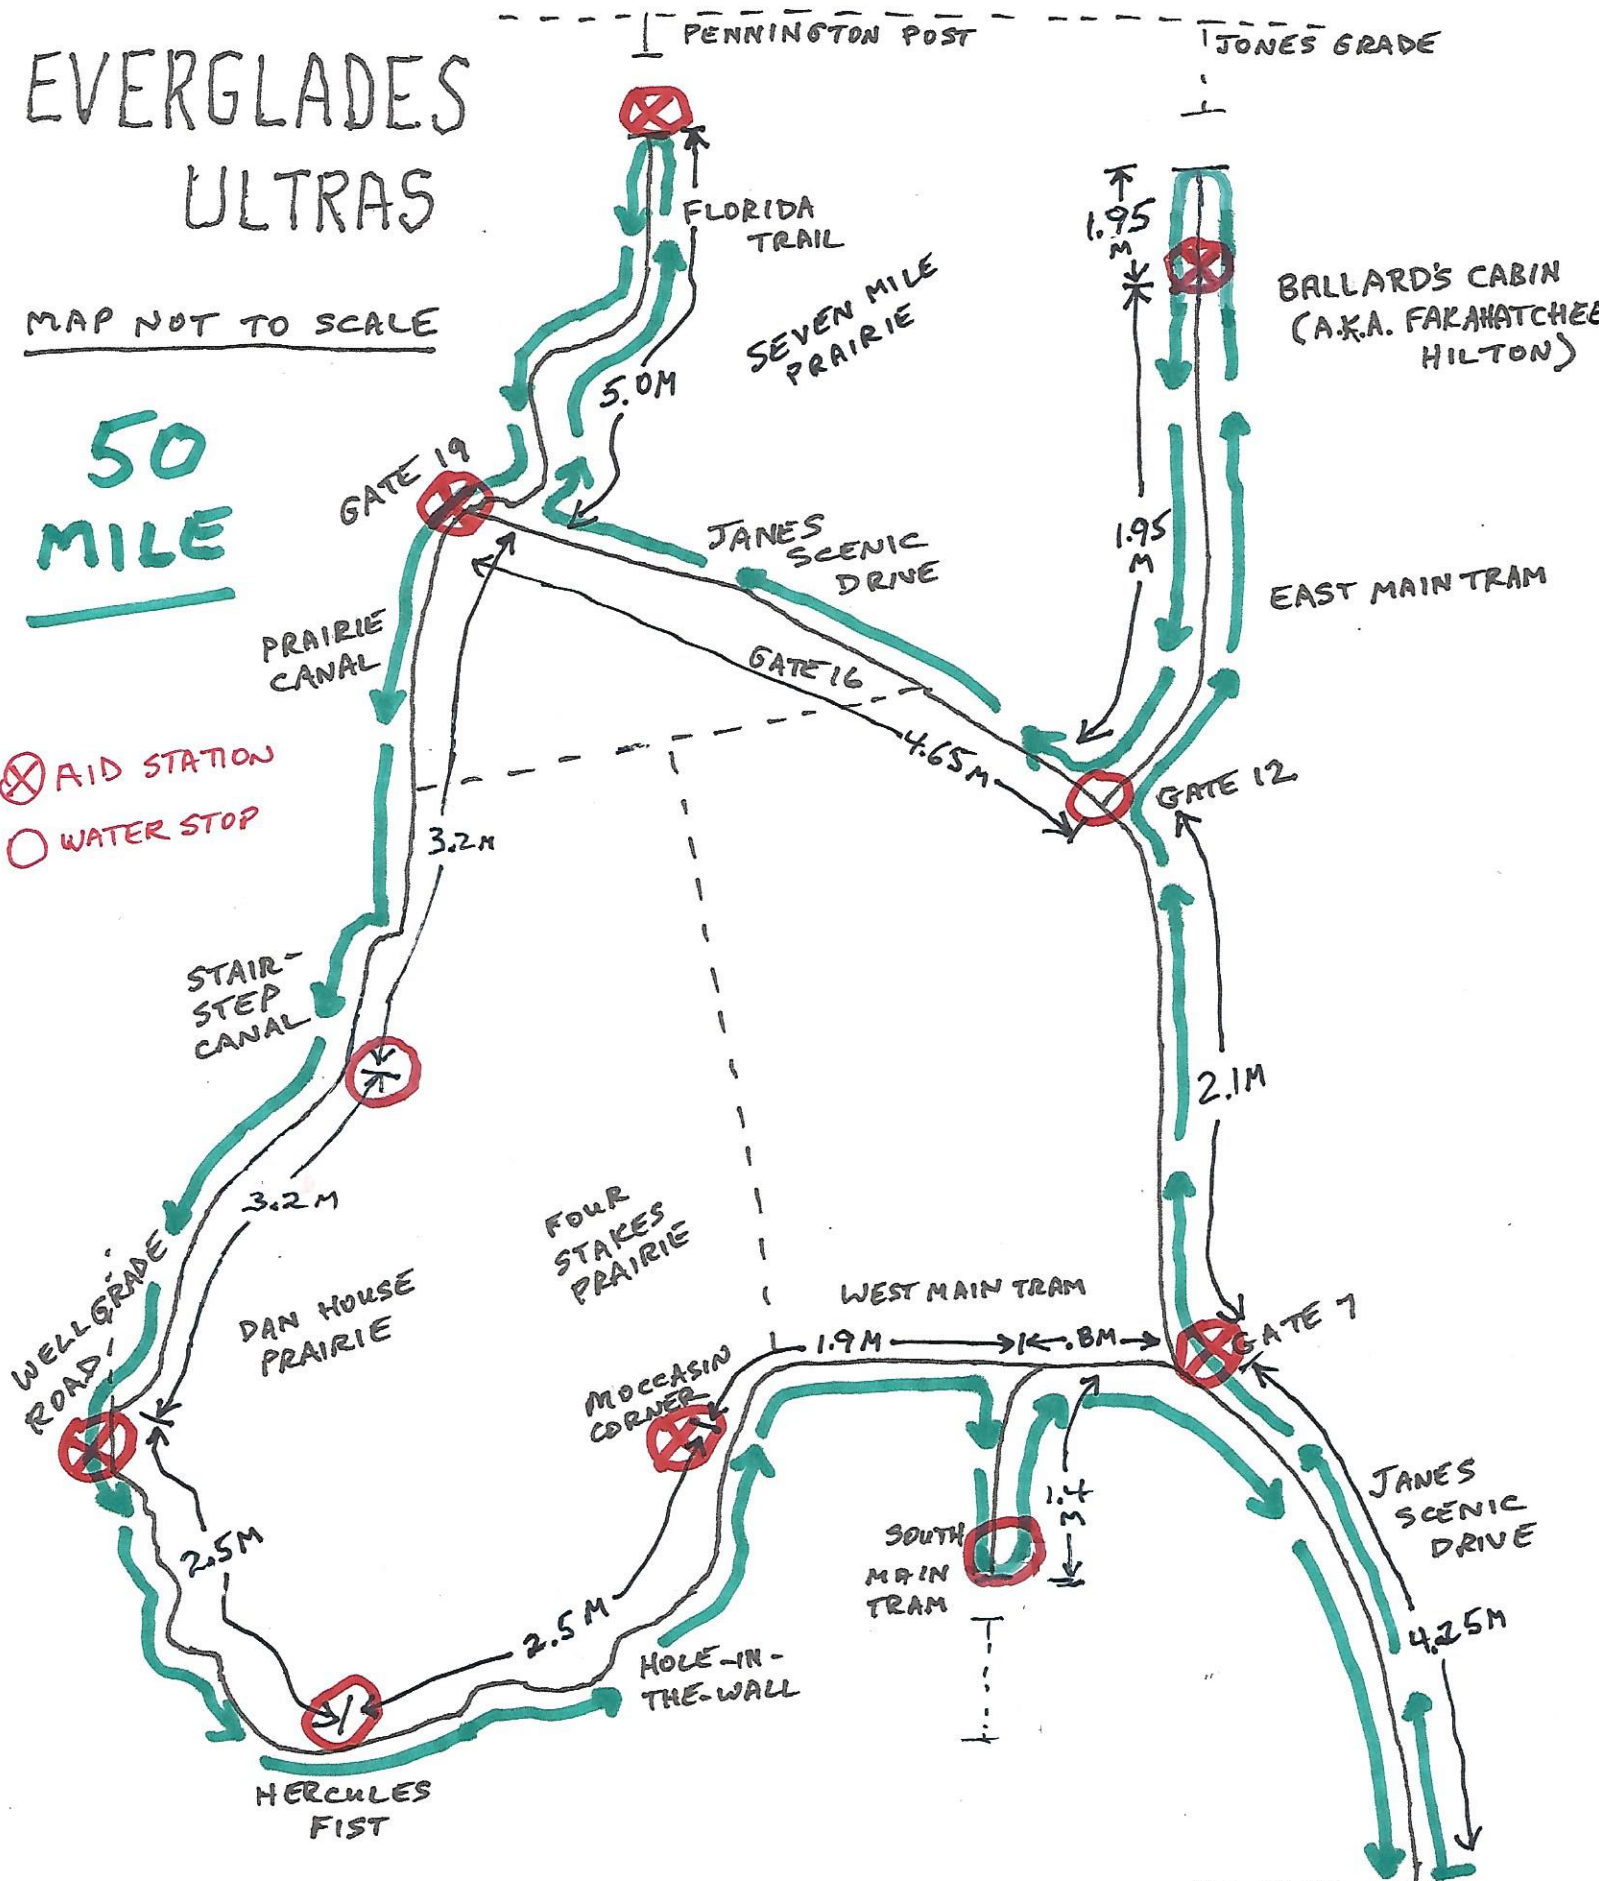 EVERGLADES
ULTRAS
MAP NOT TO SCALE
50
MILE
PENNINGTON POST
JONES GRADE
FLORIDA
TRAIL
SEVEN MILE
PRAIRIE
5.0M
1.95
M
BALLARD'S CABIN
(A.K.A. FAKAHATCHEE
HILTON)
GATE 19
JANES
SCENIC
DRIVE
1.95
M
EAST MAIN TRAM
PRAIRIE
CANAL
GATE 16
4.65M
GATE 12
AID STATION
WATER STOP
3.2M
STAIR-
STEP
CANAL
2.1M
3.2M
FOUR
STAKES
PRAIRIE
WELLGRADE
ROAD
DAN HOUSE
PRAIRIE
WEST MAIN TRAM
1.9M
.8M
GATE 7
MOCCASIN
CORNER
JANES
SCENIC
DRIVE
1.4
M
SOUTH
MAIN
TRAM
2.5M
2.5M
4.25M
HOLE-IN-
THE-WALL
HERCULES
FIST